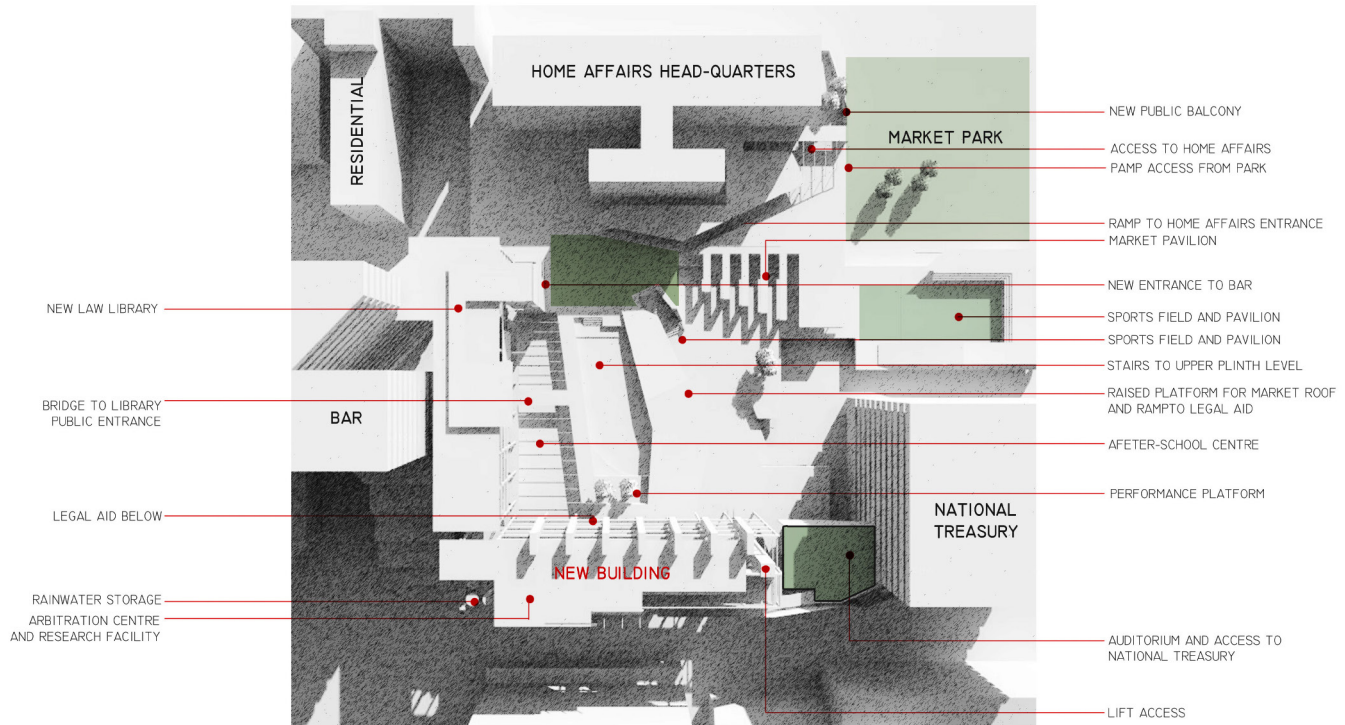 HOME AFFAIRS HEAD-QUARTERS
RESIDENTIAL
MARKET PARK
BAR
NATIONAL
TREASURY
NEW BUILDING
NEW LAW LIBRARY
BRIDGE TO LIBRARY
PUBLIC ENTRANCE
LEGAL AID BELOW
RAINWATER STORAGE
ARBITRATION CENTRE
AND RESEARCH FACILITY
NEW PUBLIC BALCONY
ACCESS TO HOME AFFAIRS
PAMP ACCESS FROM PARK
RAMP TO HOME AFFAIRS ENTRANCE
MARKET PAVILION
NEW ENTRANCE TO BAR
SPORTS FIELD AND PAVILION
SPORTS FIELD AND PAVILION
STAIRS TO UPPER PLINTH LEVEL
RAISED PLATFORM FOR MARKET ROOF
AND RAMPTO LEGAL AID
AFETER-SCHOOL CENTRE
PERFORMANCE PLATFORM
AUDITORIUM AND ACCESS TO
NATIONAL TREASURY
LIFT ACCESS